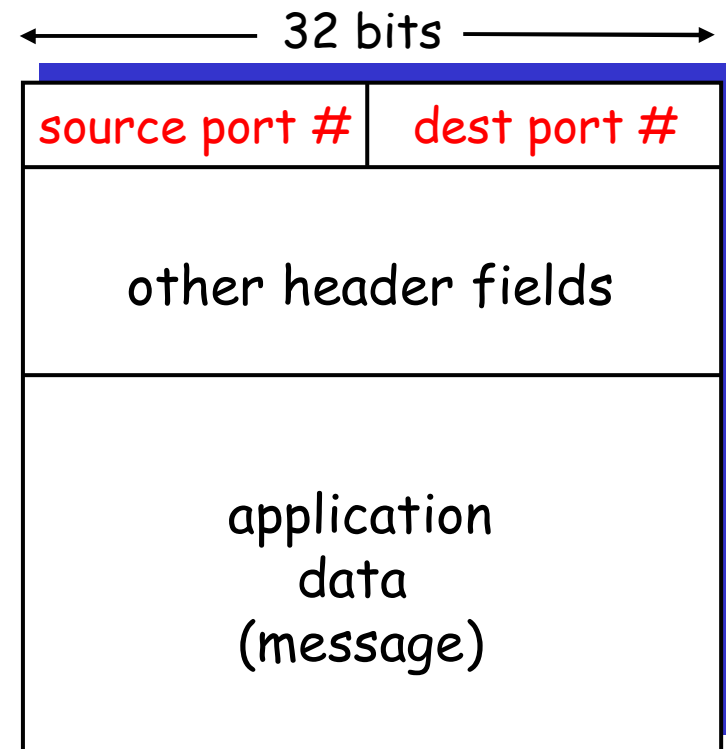 32 bits
source port #
dest port #
other header fields
application
data
(message)